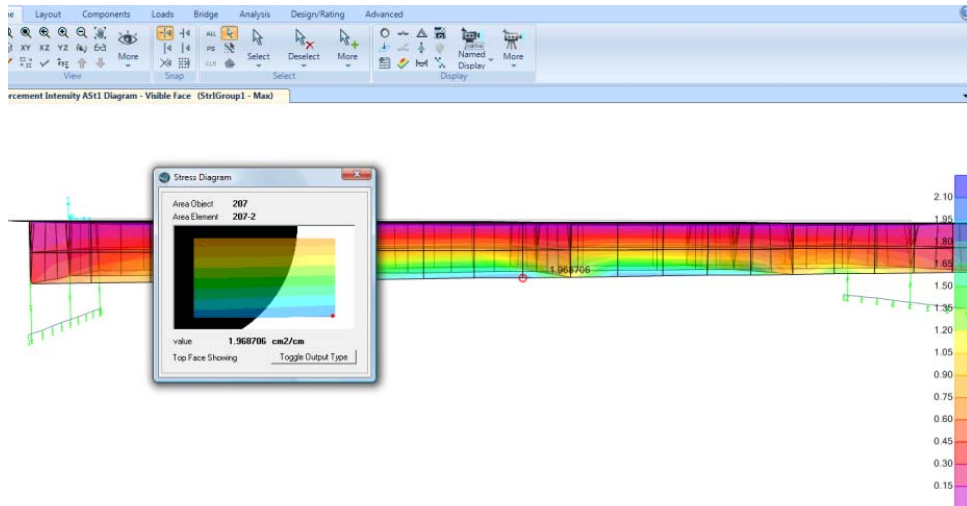 Layout Components Loads Bridge Analysis Design/Rating Advanced
ALL
XY XZ YZ More PS Select Deselect More Named Display More
CLR
View Snap Select Display
orcement Intensity ASt1 Diagram - Visible Face (StrlGroup1 - Max)
Stress Diagram
Area Object 207
Area Element 207-2
value 1.968706 cm2/cm
Top Face Showing Toggle Output Type
1.968706
2.10
1.95
1.80
1.65
1.50
1.35
1.20
1.05
0.90
0.75
0.60
0.45
0.30
0.15